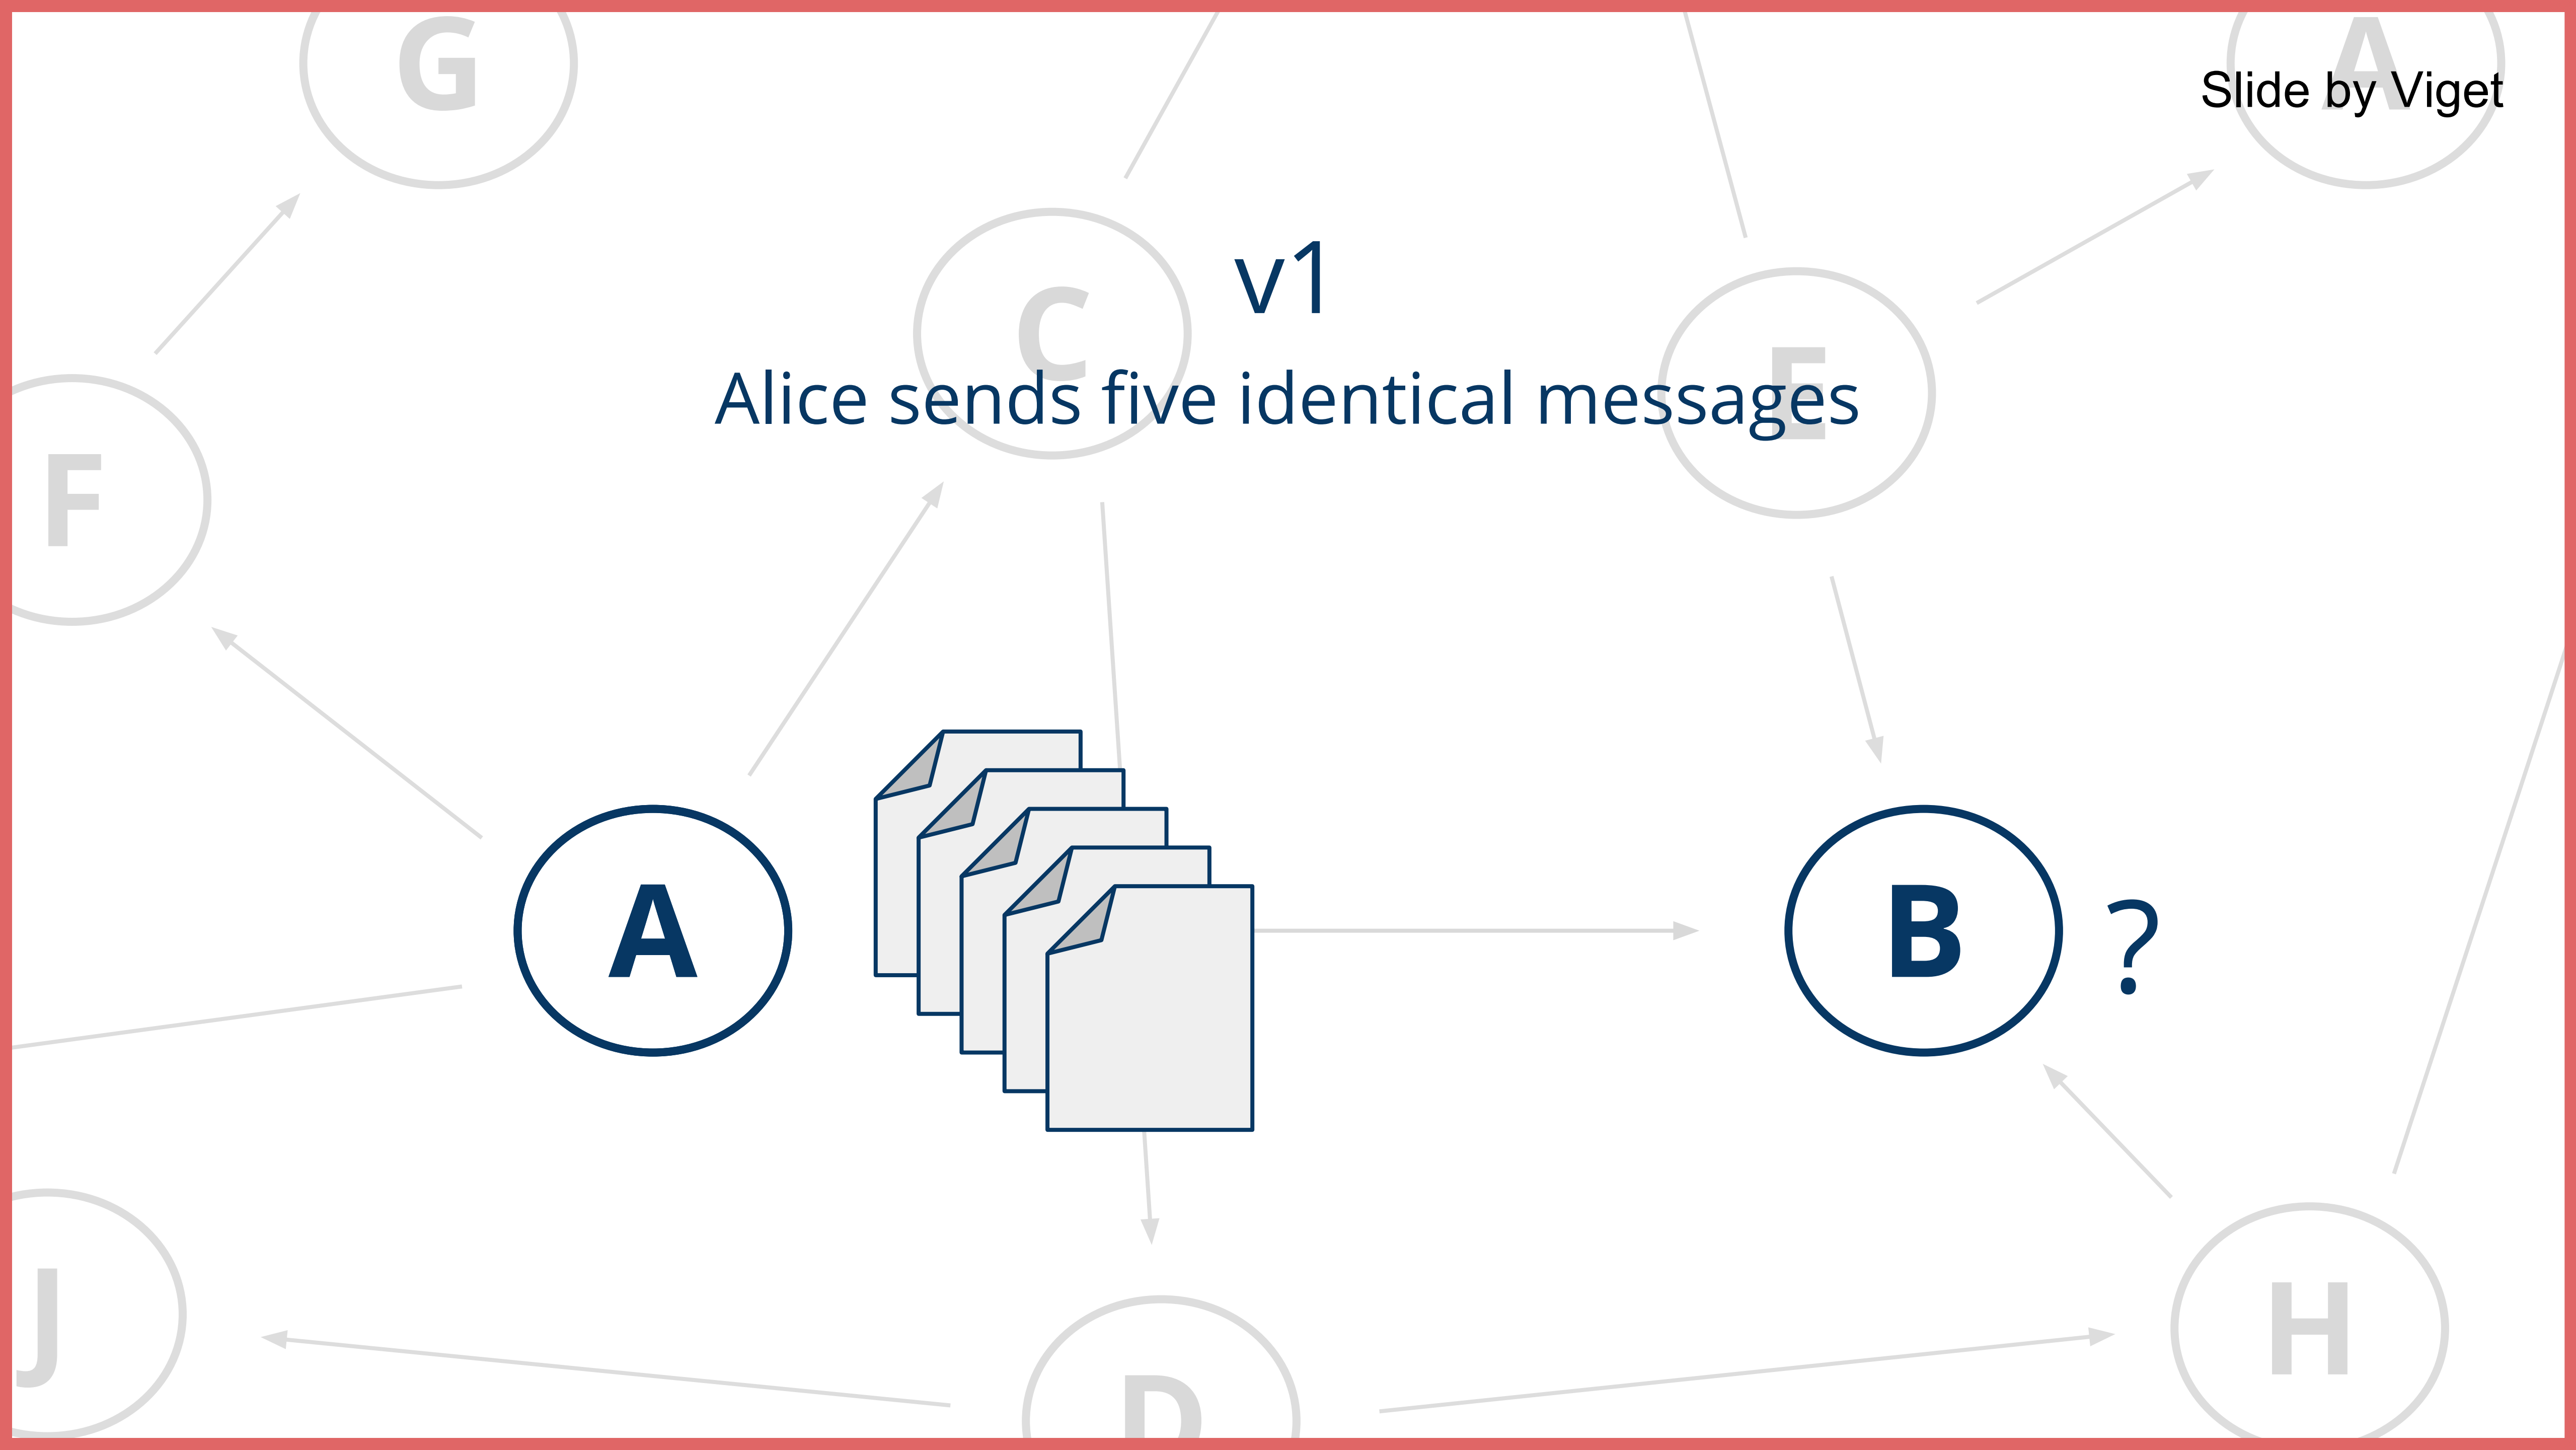 G
A
Slide by Viget
v1
C
E
Alice sends five identical messages
F
A
B
?
J
D
H